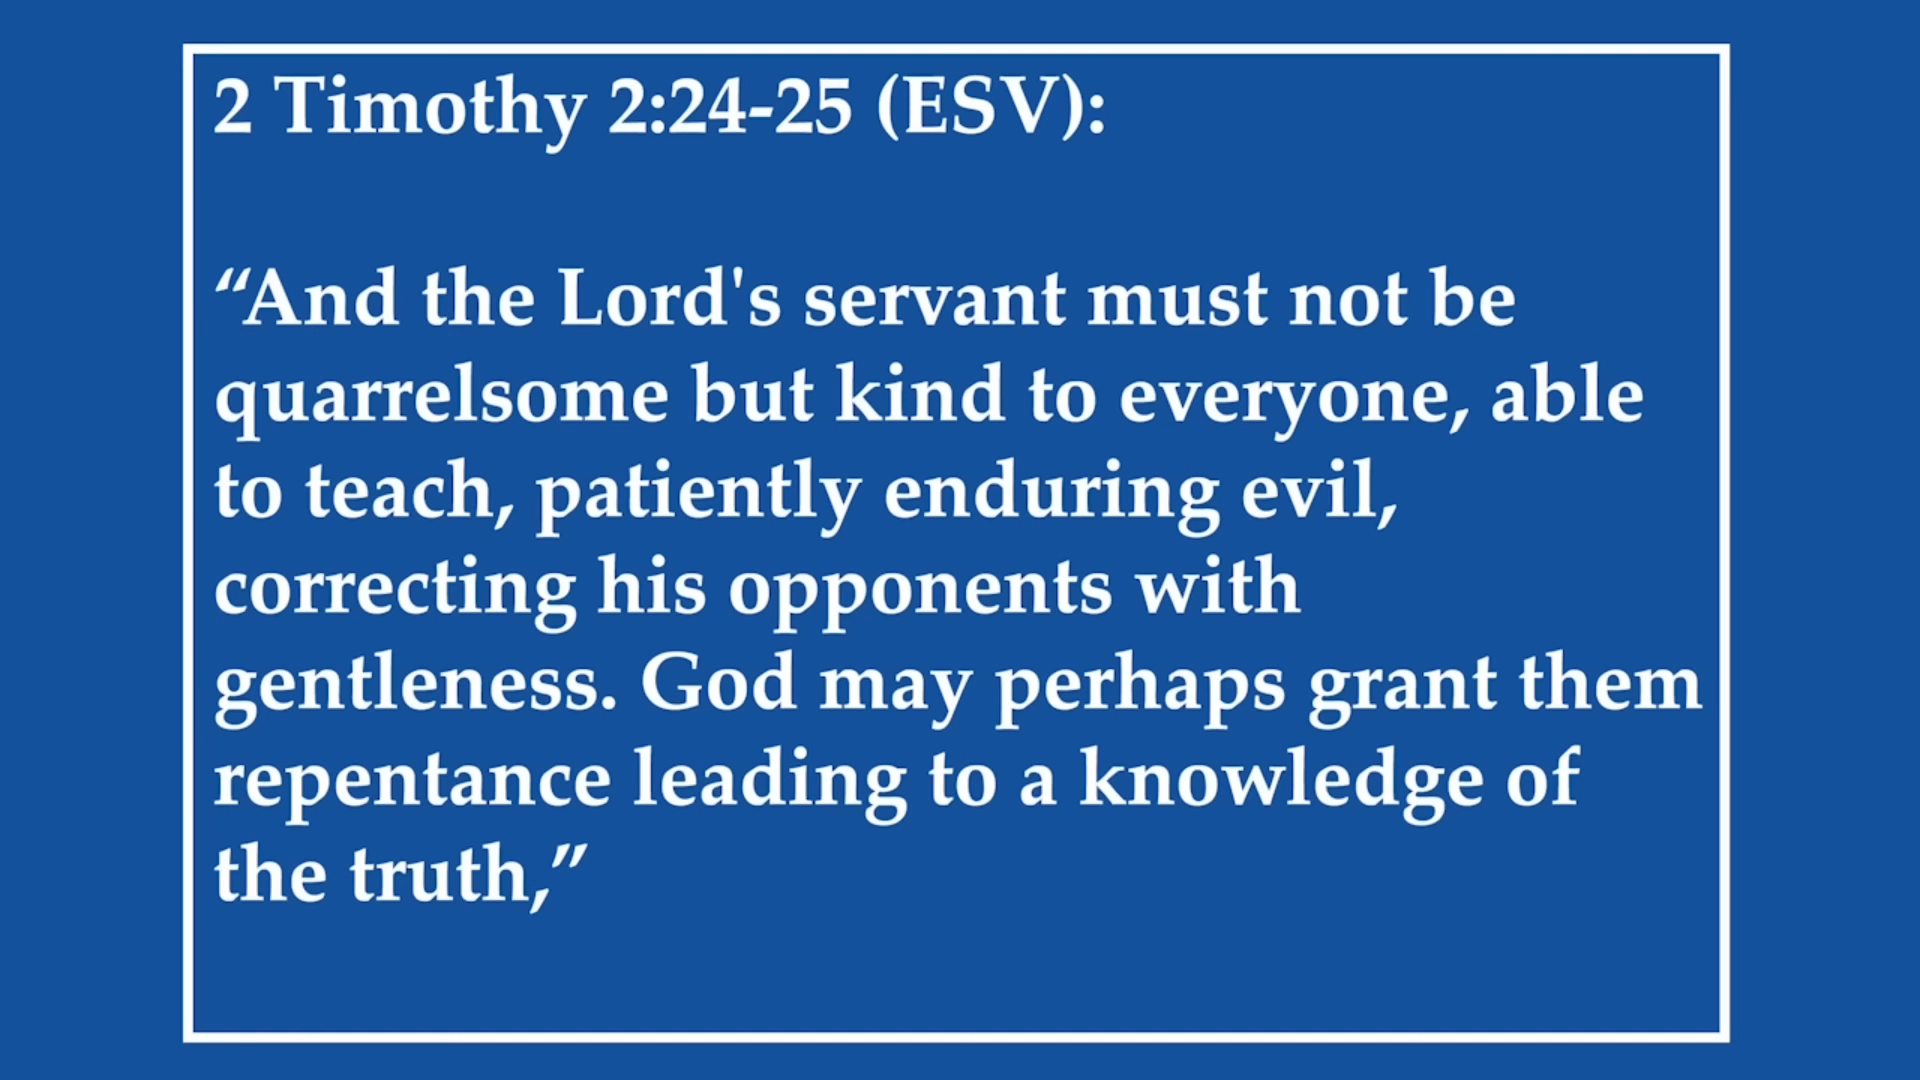 2 Timothy 2:24-25 (ESV):
“And the Lord's servant must not be
quarrelsome but kind to everyone, able
to teach, patiently enduring evil,
correcting his opponents with
gentleness. God may perhaps grant them
repentance leading to a knowledge of
the truth,”